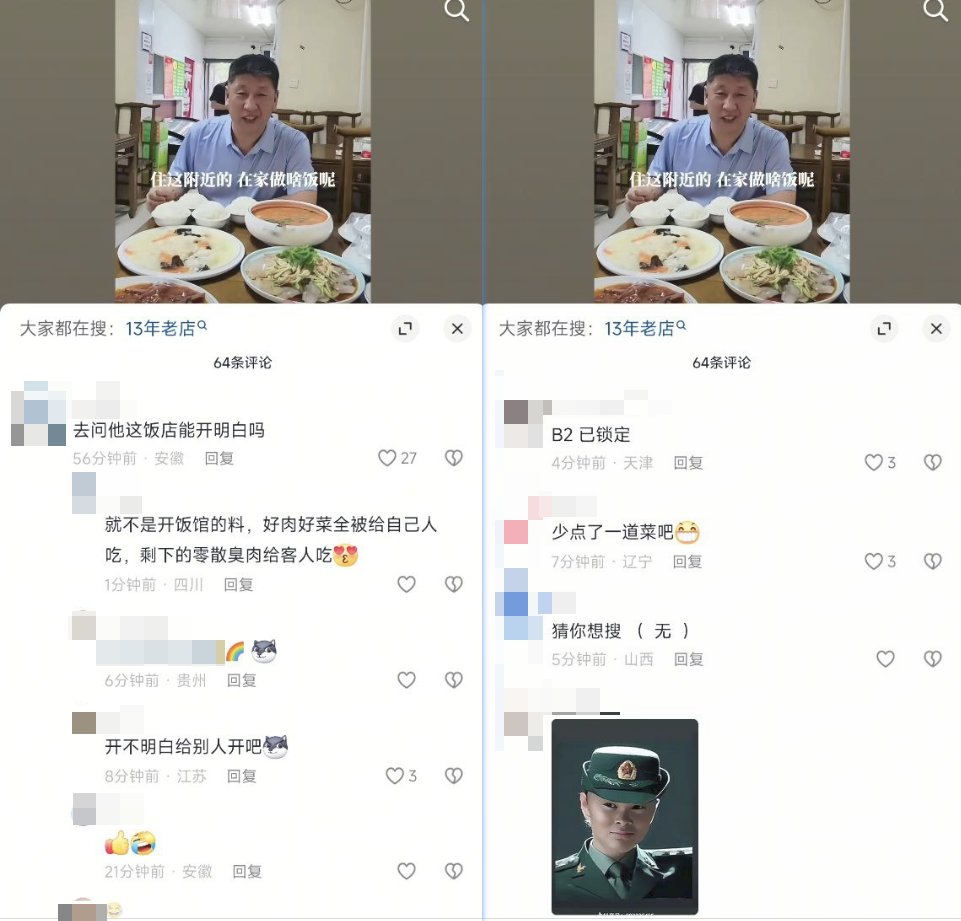 住这附近的 在家做啥饭呢
大家都在搜：13年老店
64条评论
去问他这饭店能开明白吗
56分钟前 · 安徽 回复
27
就不是开饭馆的料，好肉好菜全被给自己人
吃，剩下的零散臭肉给客人吃😍
1分钟前 · 四川 回复
🌈
6分钟前 · 贵州 回复
开不明白给别人开吧
8分钟前 · 江苏 回复
3
👍🤣
21分钟前 · 安徽 回复
住这附近的 在家做啥饭呢
大家都在搜：13年老店
64条评论
B2 已锁定
4分钟前 · 天津 回复
3
少点了一道菜吧😁
7分钟前 · 辽宁 回复
3
猜你想搜 （ 无 ）
5分钟前 · 山西 回复